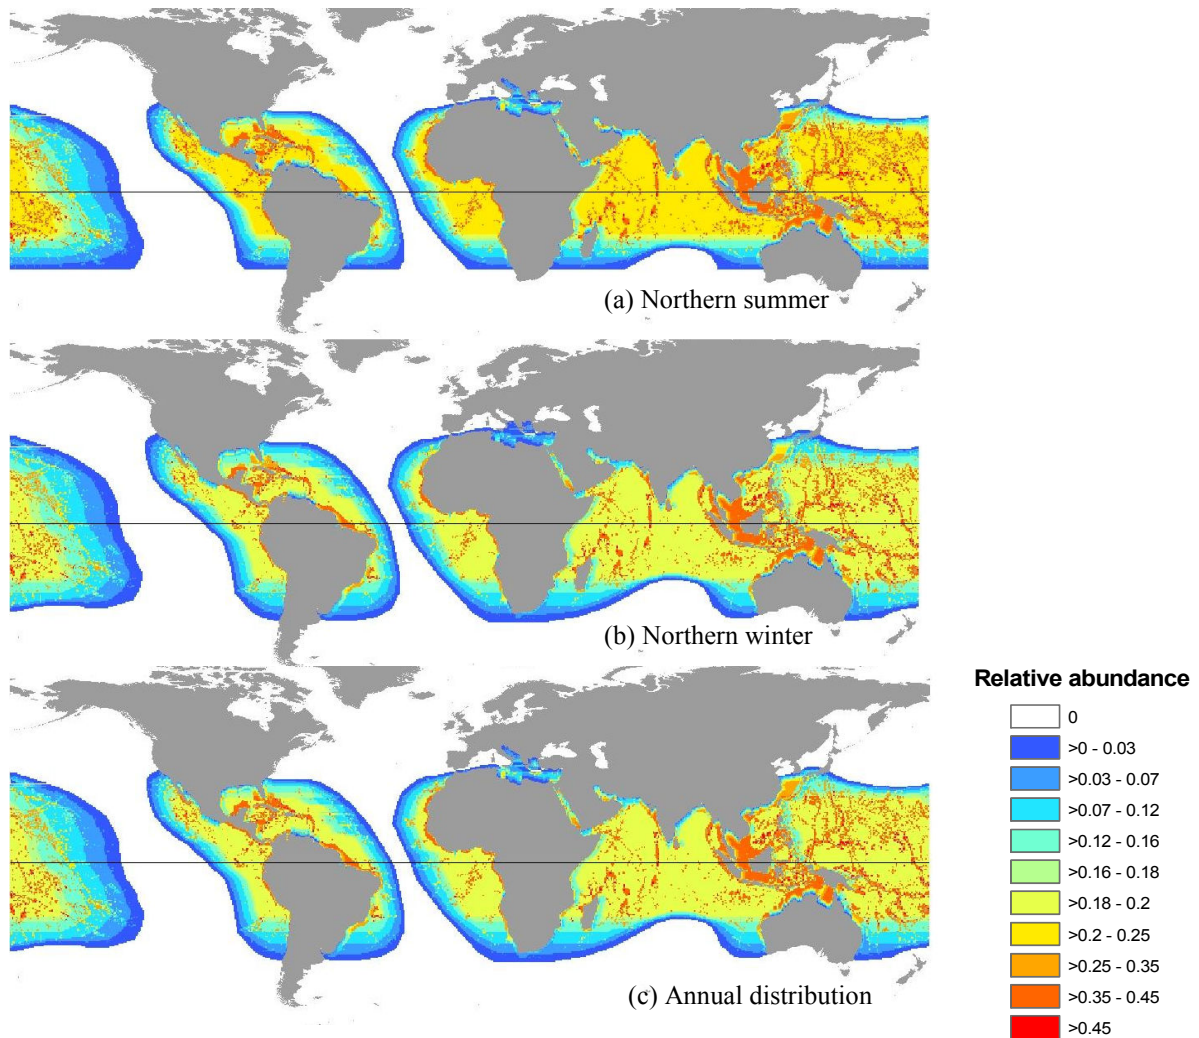 (a) Northern summer
(b) Northern winter
(c) Annual distribution
Relative abundance
0
>0 - 0.03
>0.03 - 0.07
>0.07 - 0.12
>0.12 - 0.16
>0.16 - 0.18
>0.18 - 0.2
>0.2 - 0.25
>0.25 - 0.35
>0.35 - 0.45
>0.45